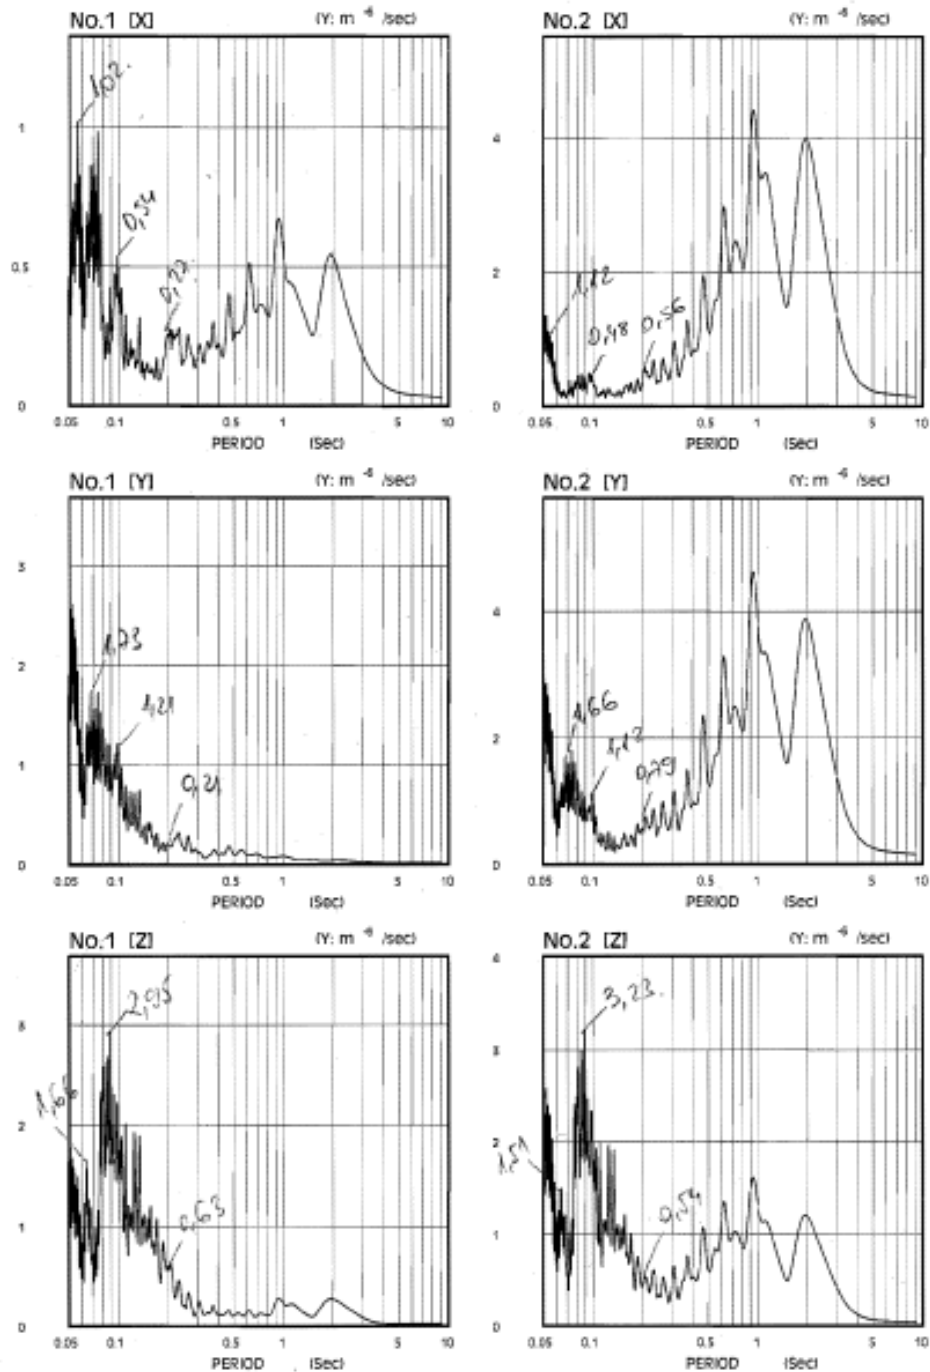 No.1 [X] (Y: m⁻⁶ /sec)
1,02.
1
0,54
0.5
0,27.
0
0.05 0.1 0.5 1 5 10
PERIOD (Sec)
No.2 [X] (Y: m⁻⁶ /sec)
4
2
1,12
0,48 0,56
0
0.05 0.1 0.5 1 5 10
PERIOD (Sec)
No.1 [Y] (Y: m⁻⁶ /sec)
3
1,73
2
1,21
1
0,21
0
0.05 0.1 0.5 1 5 10
PERIOD (Sec)
No.2 [Y] (Y: m⁻⁶ /sec)
4
1,66
2
1,12
0,79
0
0.05 0.1 0.5 1 5 10
PERIOD (Sec)
No.1 [Z] (Y: m⁻⁶ /sec)
2,95
3
2
1
0,63
0
0.05 0.1 0.5 1 5 10
PERIOD (Sec)
No.2 [Z] (Y: m⁻⁶ /sec)
4
3,23.
3
2
1,51
0,54
1
0
0.05 0.1 0.5 1 5 10
PERIOD (Sec)